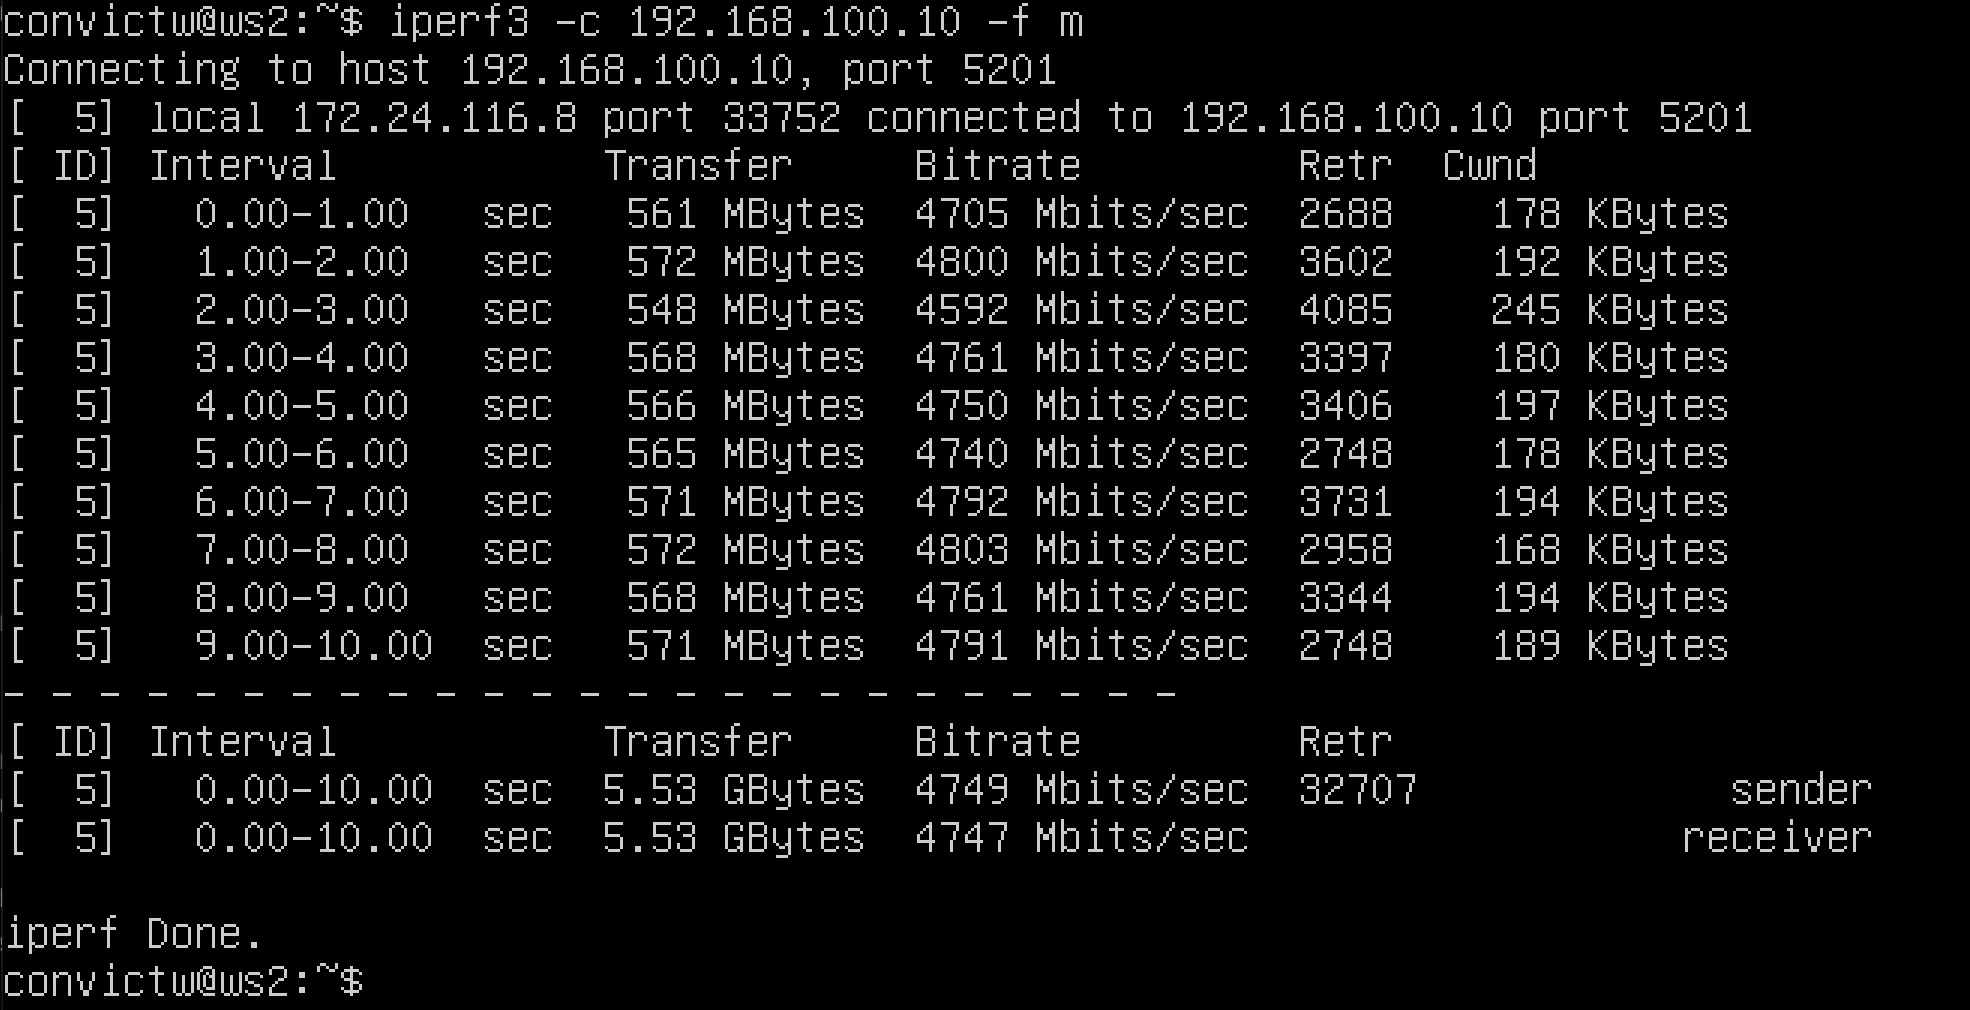 convictw@ws2:~$ iperf3 -c 192.168.100.10 -f m
Connecting to host 192.168.100.10, port 5201
[  5] local 172.24.116.8 port 33752 connected to 192.168.100.10 port 5201
[ ID] Interval           Transfer     Bitrate         Retr  Cwnd
[  5]   0.00-1.00   sec   561 MBytes  4705 Mbits/sec  2688    178 KBytes
[  5]   1.00-2.00   sec   572 MBytes  4800 Mbits/sec  3602    192 KBytes
[  5]   2.00-3.00   sec   548 MBytes  4592 Mbits/sec  4085    245 KBytes
[  5]   3.00-4.00   sec   568 MBytes  4761 Mbits/sec  3397    180 KBytes
[  5]   4.00-5.00   sec   566 MBytes  4750 Mbits/sec  3406    197 KBytes
[  5]   5.00-6.00   sec   565 MBytes  4740 Mbits/sec  2748    178 KBytes
[  5]   6.00-7.00   sec   571 MBytes  4792 Mbits/sec  3731    194 KBytes
[  5]   7.00-8.00   sec   572 MBytes  4803 Mbits/sec  2958    168 KBytes
[  5]   8.00-9.00   sec   568 MBytes  4761 Mbits/sec  3344    194 KBytes
[  5]   9.00-10.00  sec   571 MBytes  4791 Mbits/sec  2748    189 KBytes
- - - - - - - - - - - - - - - - - - - - - - - - -
[ ID] Interval           Transfer     Bitrate         Retr
[  5]   0.00-10.00  sec  5.53 GBytes  4749 Mbits/sec  32707             sender
[  5]   0.00-10.00  sec  5.53 GBytes  4747 Mbits/sec                  receiver
iperf Done.
convictw@ws2:~$